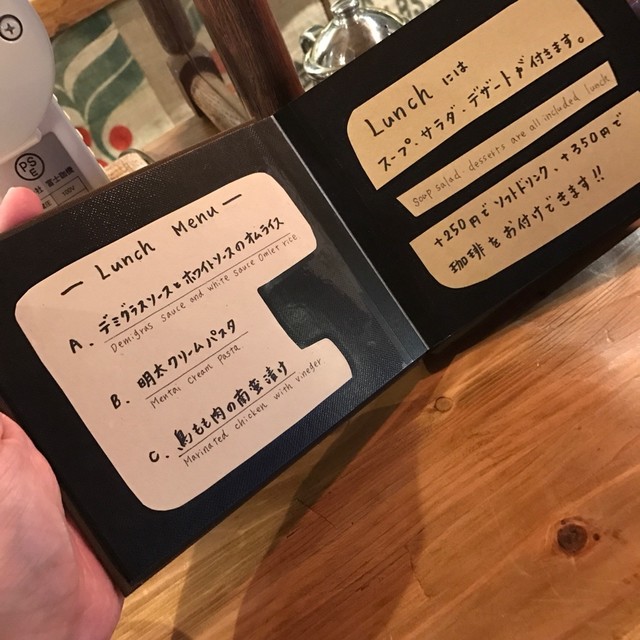 — Lunch Menu —
A. デミグラスソースとホワイトソースのオムライス
Demigras sauce and white sauce Omlet rice
B. 明太クリームパスタ
Mentai cream pasta
C. 鳥もも肉の南蛮漬け
Marinated chicken with vineger
Lunch には
スープ、サラダ、デザートが付きます。
Soup salad. desserts are all included lunch
+250円でソフトドリンク、+350円で
珈琲をお付けできます!!
PSE
100V